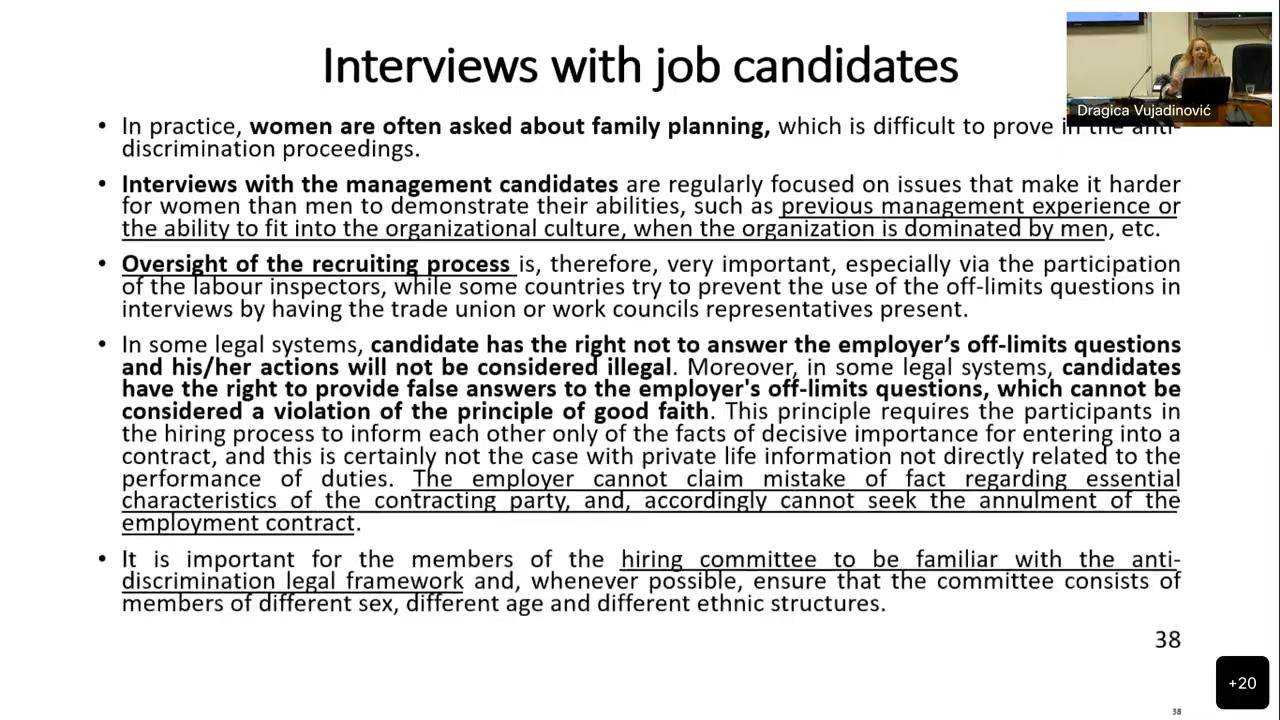 Interviews with job candidates
Dragica Vujadinović
• In practice, women are often asked about family planning, which is difficult to prove in the anti-
discrimination proceedings.
• Interviews with the management candidates are regularly focused on issues that make it harder
for women than men to demonstrate their abilities, such as previous management experience or
the ability to fit into the organizational culture, when the organization is dominated by men, etc.
• Oversight of the recruiting process is, therefore, very important, especially via the participation
of the labour inspectors, while some countries try to prevent the use of the off-limits questions in
interviews by having the trade union or work councils representatives present.
• In some legal systems, candidate has the right not to answer the employer’s off-limits questions
and his/her actions will not be considered illegal. Moreover, in some legal systems, candidates
have the right to provide false answers to the employer's off-limits questions, which cannot be
considered a violation of the principle of good faith. This principle requires the participants in
the hiring process to inform each other only of the facts of decisive importance for entering into a
contract, and this is certainly not the case with private life information not directly related to the
performance of duties. The employer cannot claim mistake of fact regarding essential
characteristics of the contracting party, and, accordingly cannot seek the annulment of the
employment contract.
• It is important for the members of the hiring committee to be familiar with the anti-
discrimination legal framework and, whenever possible, ensure that the committee consists of
members of different sex, different age and different ethnic structures.
38
+20
38